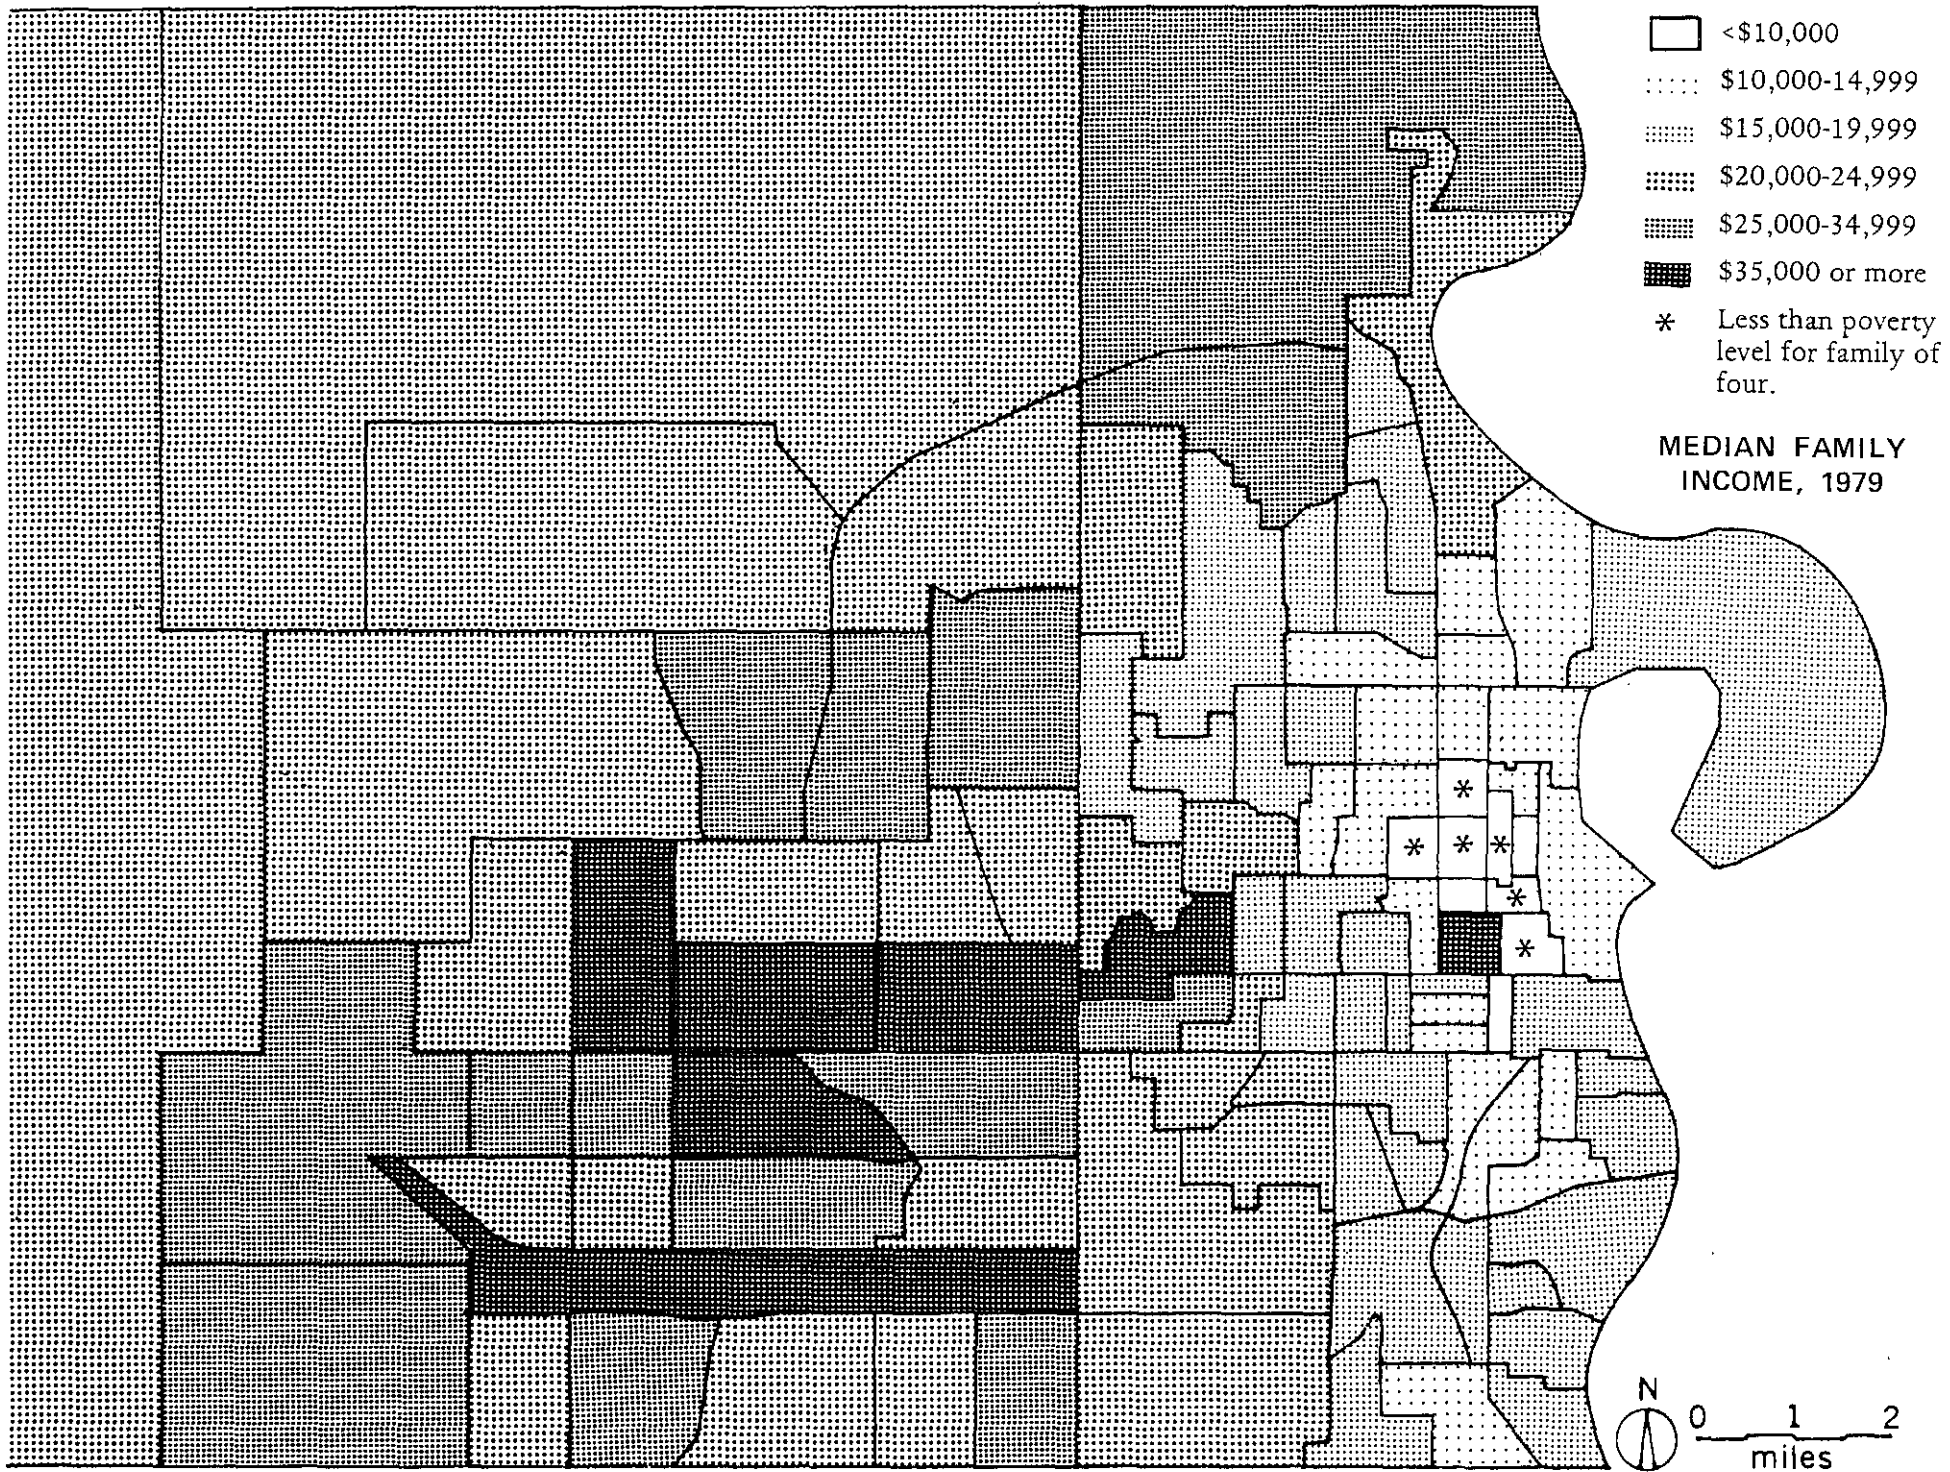 <$10,000
$10,000-14,999
$15,000-19,999
$20,000-24,999
$25,000-34,999
$35,000 or more
* Less than poverty
level for family of
four.
MEDIAN FAMILY
INCOME, 1979
*
*
*
*
*
*
N
0 1 2
miles